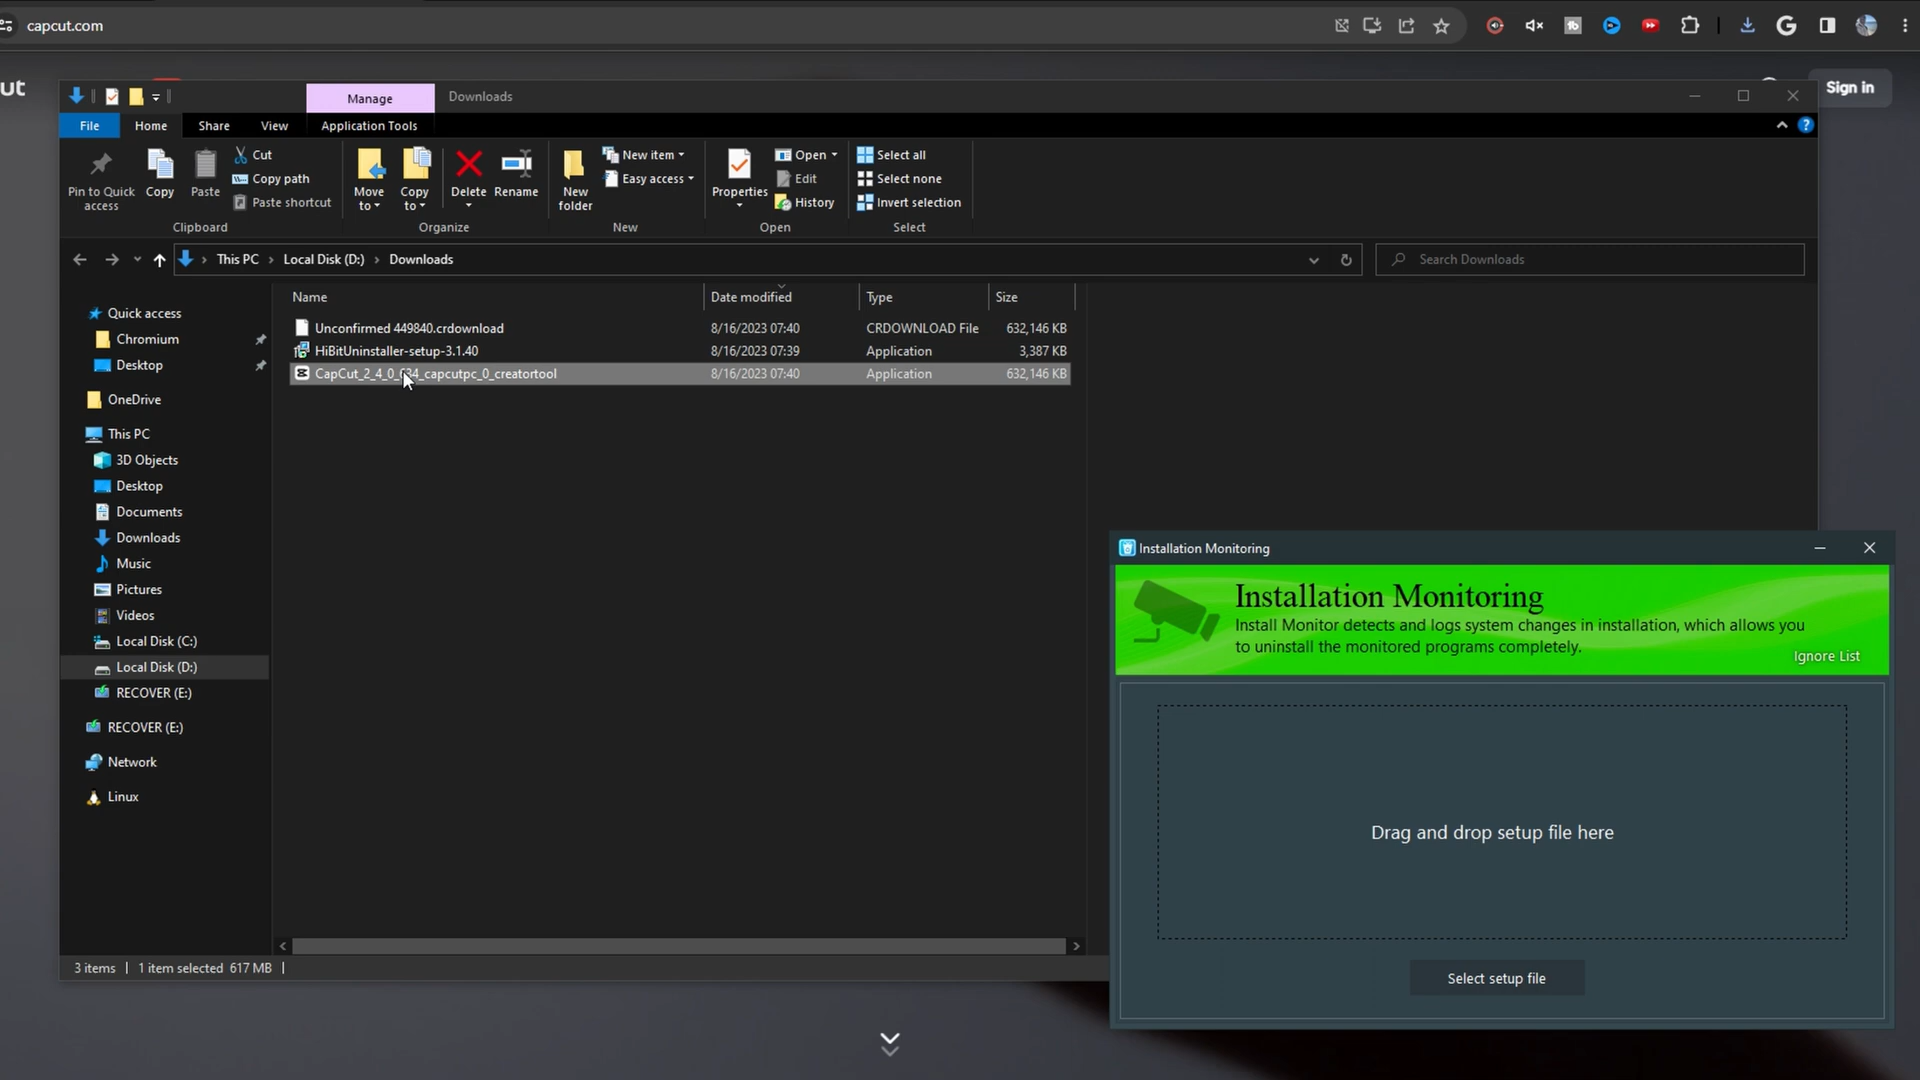 capcut.com
ut
Sign in
Manage
Downloads
File
Home
Share
View
Application Tools
Pin to Quick
access
Copy
Paste
Cut
Copy path
Paste shortcut
Clipboard
Move
to
Copy
to
Delete
Rename
Organize
New
folder
New item
Easy access
New
Properties
Open
Edit
History
Open
Select all
Select none
Invert selection
Select
This PC
Local Disk (D:)
Downloads
Search Downloads
Name
Date modified
Type
Size
Unconfirmed 449840.crdownload
8/16/2023 07:40
CRDOWNLOAD File
632,146 KB
HiBitUninstaller-setup-3.1.40
8/16/2023 07:39
Application
3,387 KB
8/16/2023 07:40
Application
632,146 KB
Quick access
Chromium
Desktop
OneDrive
This PC
3D Objects
Desktop
Documents
Downloads
Music
Pictures
Videos
Local Disk (C:)
Local Disk (D:)
RECOVER (E:)
RECOVER (E:)
Network
Linux
3 items
1 item selected 617 MB
Installation Monitoring
Installation Monitoring
Install Monitor detects and logs system changes in installation, which allows you
to uninstall the monitored programs completely.
Ignore List
Drag and drop setup file here
Select setup file